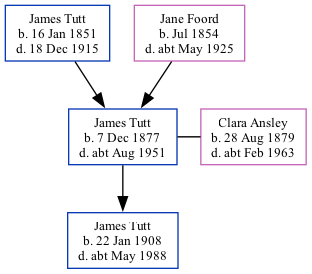 James Tutt
b. 16 Jan 1851
d. 18 Dec 1915
Jane Foord
b. Jul 1854
d. abt May 1925
James Tutt
b. 7 Dec 1877
d. abt Aug 1951
Clara Ansley
b. 28 Aug 1879
d. abt Feb 1963
James Tutt
b. 22 Jan 1908
d. abt May 1988